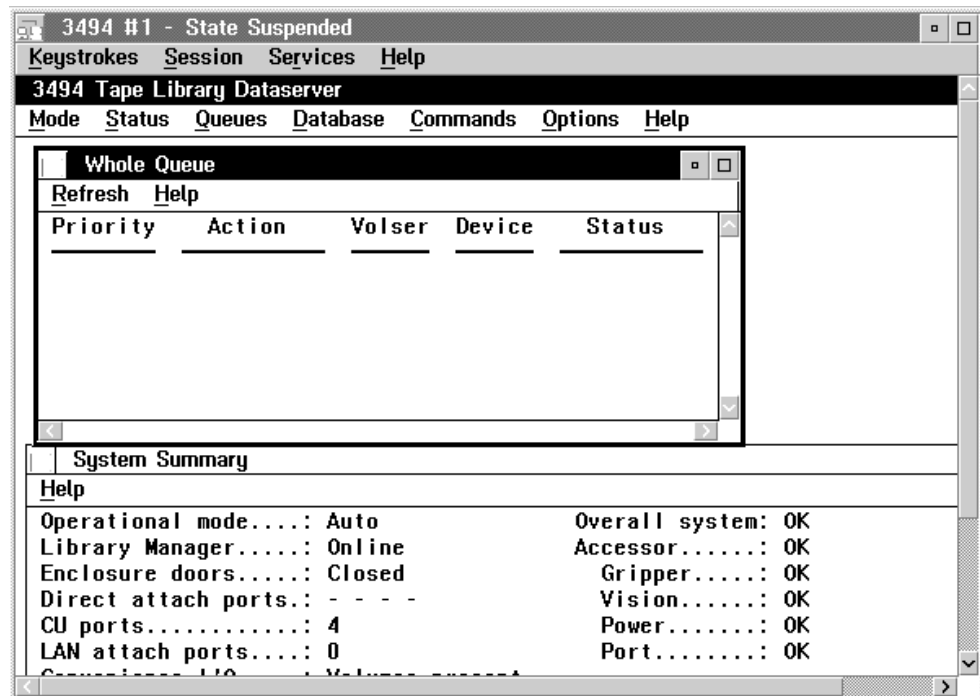 3494 #1 - State Suspended
Keystrokes Session Services Help
3494 Tape Library Dataserver
Mode Status Queues Database Commands Options Help
Whole Queue
Refresh Help
Priority Action Volser Device Status
System Summary
Help
Operational mode....: Auto Overall system: OK
Library Manager.....: Online Accessor......: OK
Enclosure doors.....: Closed Gripper.....: OK
Direct attach ports.: - - - - Vision......: OK
CU ports............: 4 Power.......: OK
LAN attach ports....: 0 Port........: OK